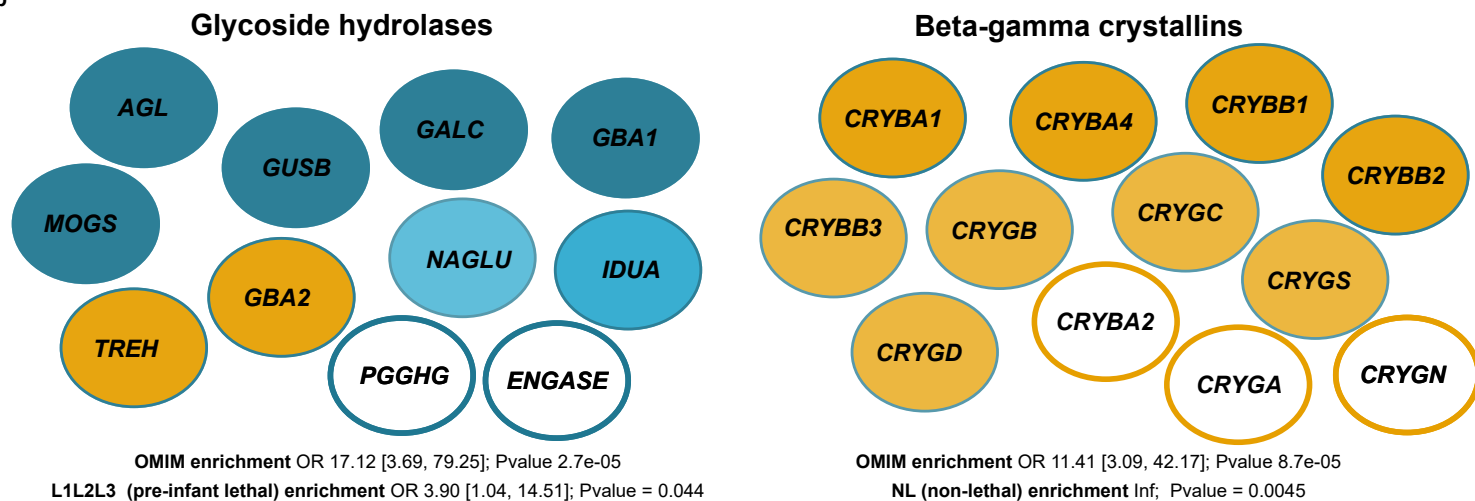 Glycoside hydrolases
AGL
GALC
GBA1
GUSB
MOGS
NAGLU
IDUA
GBA2
TREH
PGGHG
ENGASE
OMIM enrichment OR 17.12 [3.69, 79.25]; Pvalue 2.7e-05
L1L2L3 (pre-infant lethal) enrichment OR 3.90 [1.04, 14.51]; Pvalue = 0.044
Beta-gamma crystallins
CRYBA1
CRYBA4
CRYBB1
CRYBB2
CRYBB3
CRYGB
CRYGC
CRYGS
CRYBA2
CRYGD
CRYGA
CRYGN
OMIM enrichment OR 11.41 [3.09, 42.17]; Pvalue 8.7e-05
NL (non-lethal) enrichment Inf; Pvalue = 0.0045